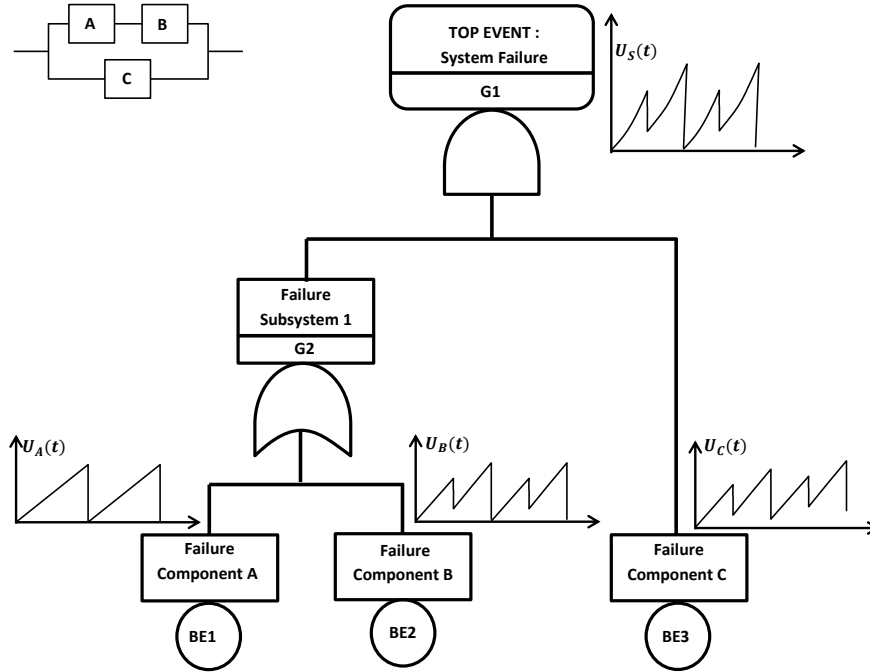 A
B
C
TOP EVENT :
System Failure
G1
U_S(t)
Failure
Subsystem 1
G2
U_A(t)
U_B(t)
U_C(t)
Failure
Component A
Failure
Component B
Failure
Component C
BE1
BE2
BE3